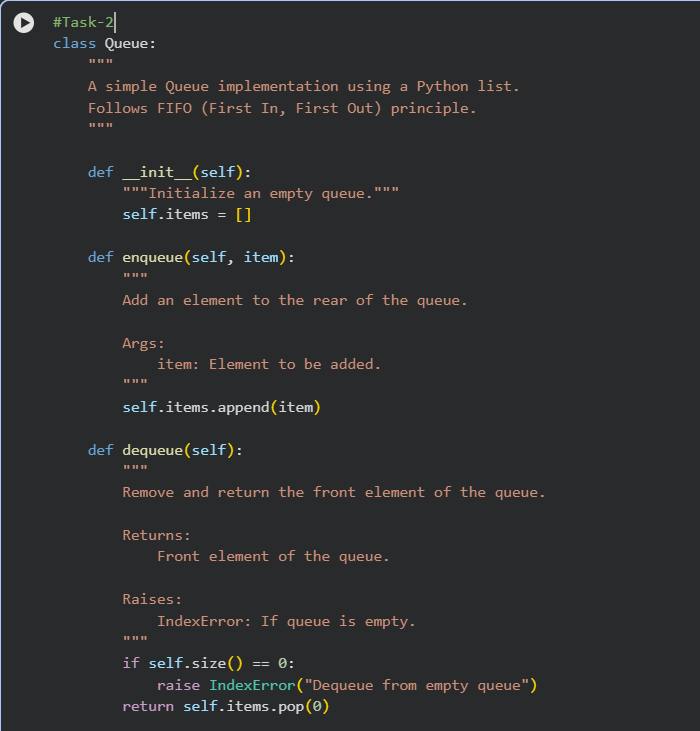 #Task-2
class Queue:
    """
    A simple Queue implementation using a Python list.
    Follows FIFO (First In, First Out) principle.
    """

    def __init__(self):
        """Initialize an empty queue."""
        self.items = []

    def enqueue(self, item):
        """
        Add an element to the rear of the queue.

        Args:
            item: Element to be added.
        """
        self.items.append(item)

    def dequeue(self):
        """
        Remove and return the front element of the queue.

        Returns:
            Front element of the queue.

        Raises:
            IndexError: If queue is empty.
        """
        if self.size() == 0:
            raise IndexError("Dequeue from empty queue")
        return self.items.pop(0)